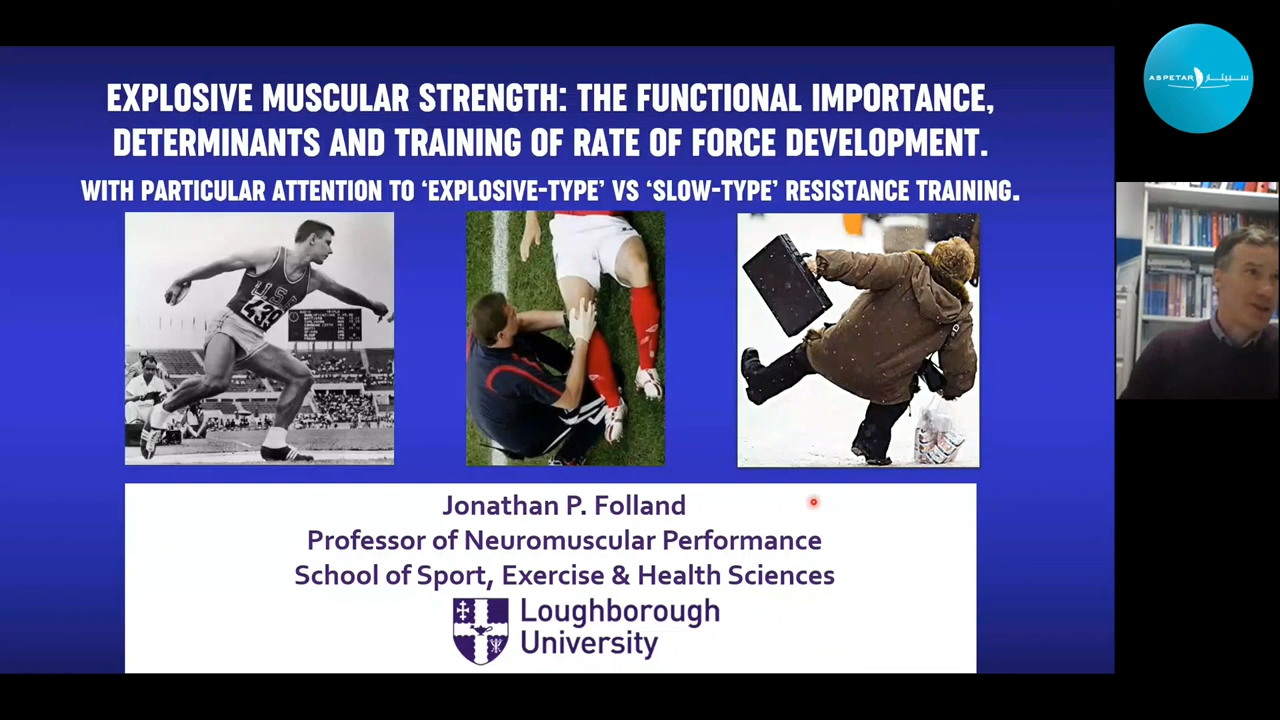 EXPLOSIVE MUSCULAR STRENGTH: THE FUNCTIONAL IMPORTANCE,
DETERMINANTS AND TRAINING OF RATE OF FORCE DEVELOPMENT.
WITH PARTICULAR ATTENTION TO ‘EXPLOSIVE-TYPE’ VS ‘SLOW-TYPE’ RESISTANCE TRAINING.
ASPETAR سبيتار
U.S.A
439
Jonathan P. Folland
Professor of Neuromuscular Performance
School of Sport, Exercise & Health Sciences
Loughborough
University